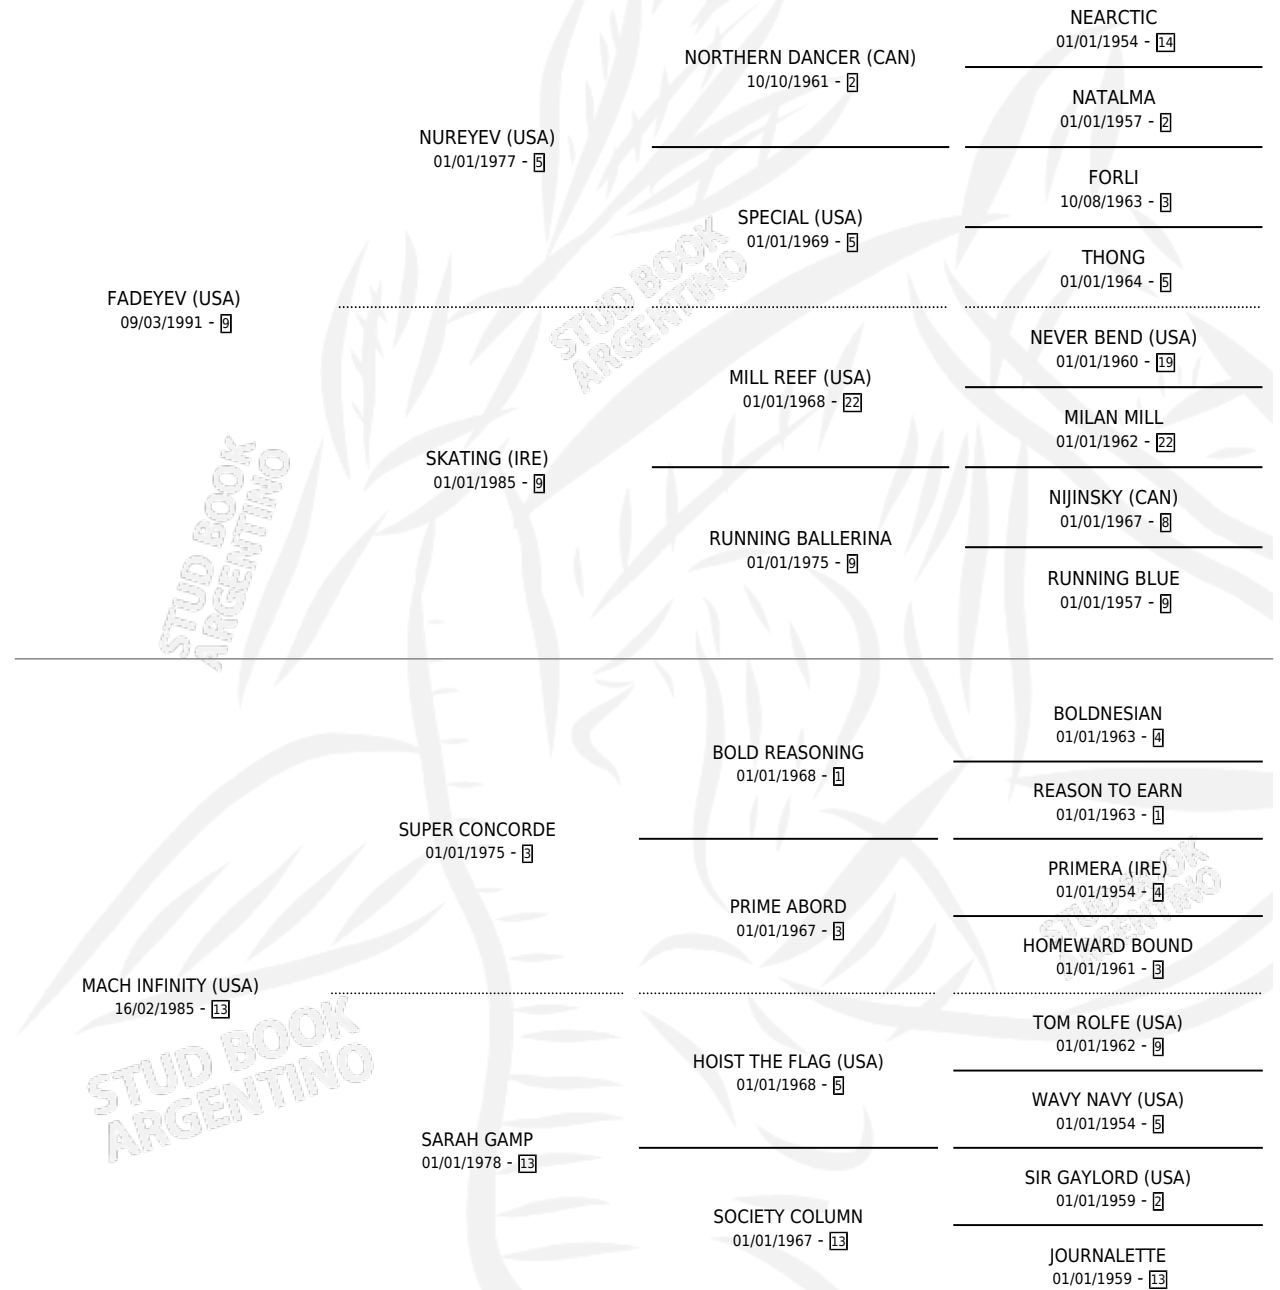 NEARCTIC
01/01/1954 - 14
NORTHERN DANCER (CAN)
10/10/1961 - 2
NATALMA
01/01/1957 - 2
NUREYEV (USA)
01/01/1977 - 5
FORLI
10/08/1963 - 3
SPECIAL (USA)
01/01/1969 - 5
THONG
01/01/1964 - 5
STUD BOOK
ARGENTINO
FADEYEV (USA)
09/03/1991 - 9
NEVER BEND (USA)
01/01/1960 - 19
MILL REEF (USA)
01/01/1968 - 22
MILAN MILL
01/01/1962 - 22
SKATING (IRE)
01/01/1985 - 9
NIJINSKY (CAN)
01/01/1967 - 8
RUNNING BALLERINA
01/01/1975 - 9
RUNNING BLUE
01/01/1957 - 9
STUD BOOK
ARGENTINO
BOLDNESIAN
01/01/1963 - 4
BOLD REASONING
01/01/1968 - 1
REASON TO EARN
01/01/1963 - 1
SUPER CONCORDE
01/01/1975 - 3
PRIMERA (IRE)
01/01/1954 - 4
PRIME ABORD
01/01/1967 - 3
HOMEWARD BOUND
01/01/1961 - 3
STUD BOOK
ARGENTINO
MACH INFINITY (USA)
16/02/1985 - 13
TOM ROLFE (USA)
01/01/1962 - 9
HOIST THE FLAG (USA)
01/01/1968 - 5
WAVY NAVY (USA)
01/01/1954 - 5
STUD BOOK
ARGENTINO
SARAH GAMP
01/01/1978 - 13
SIR GAYLORD (USA)
01/01/1959 - 2
SOCIETY COLUMN
01/01/1967 - 13
JOURNALETTE
01/01/1959 - 13